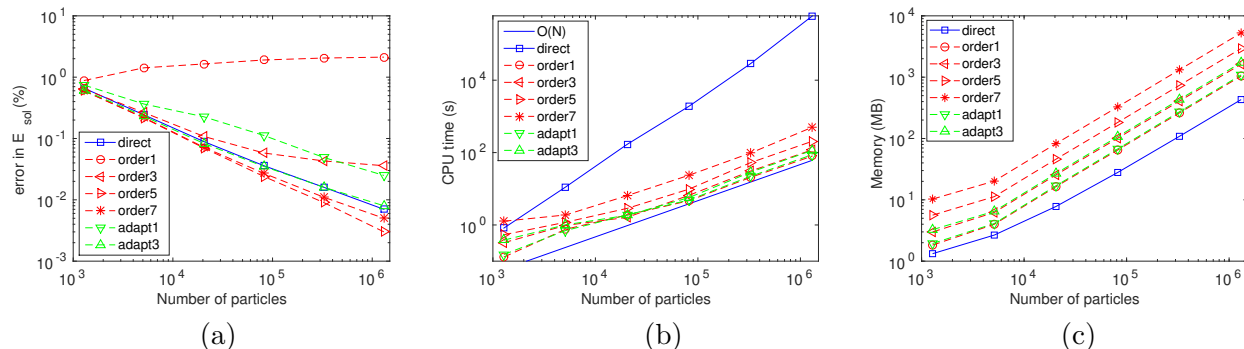 10^1
10^0
10^-1
10^-2
10^-3
error in E_sol(%)
direct
order1
order3
order5
order7
adapt1
adapt3
10^3
10^4
10^5
10^6
Number of particles
(a)
10^4
10^2
10^0
CPU time (s)
O(N)
direct
order1
order3
order5
order7
adapt1
adapt3
10^3
10^4
10^5
10^6
Number of particles
(b)
10^4
10^3
10^2
10^1
10^0
Memory (MB)
direct
order1
order3
order5
order7
adapt1
adapt3
10^3
10^4
10^5
10^6
Number of particles
(c)